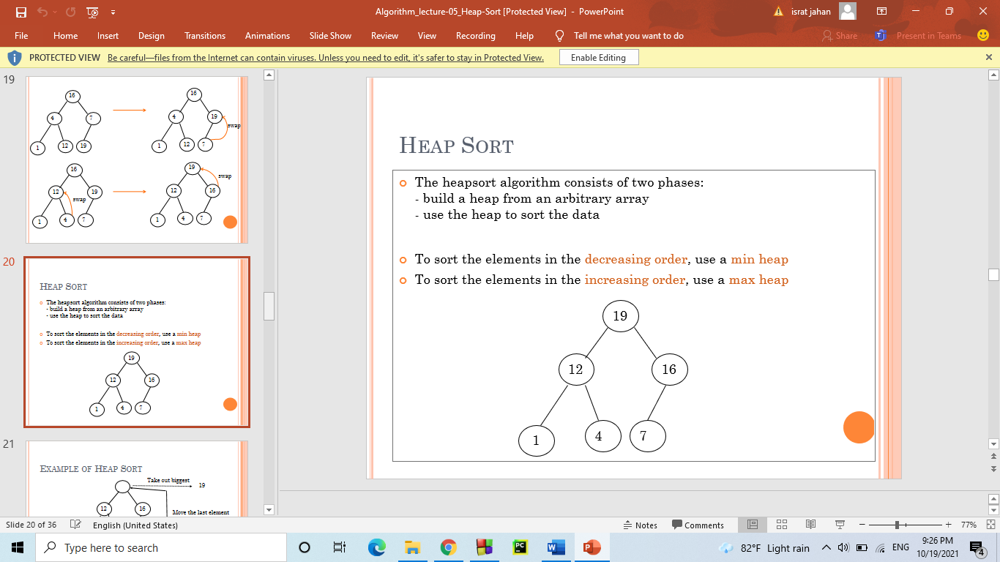 Algorithm_lecture-05_Heap-Sort [Protected View] - PowerPoint
israt jahan
File Home Insert Design Transitions Animations Slide Show Review View Recording Help Tell me what you want to do
Share Present in Teams
PROTECTED VIEW Be careful—files from the Internet can contain viruses. Unless you need to edit, it's safer to stay in Protected View. Enable Editing
19
16 16
4 7 4 19
swap
1 12 19 1 12 7
16 19
swap
12 19 12 16
swap
1 4 7 1 4 7
20
HEAP SORT
The heapsort algorithm consists of two phases:
- build a heap from an arbitrary array
- use the heap to sort the data
To sort the elements in the decreasing order, use a min heap
To sort the elements in the increasing order, use a max heap
19
12 16
1 4 7
21
EXAMPLE OF HEAP SORT
Take out biggest
19
12 16
Move the last element
HEAP SORT
The heapsort algorithm consists of two phases:
- build a heap from an arbitrary array
- use the heap to sort the data
To sort the elements in the decreasing order, use a min heap
To sort the elements in the increasing order, use a max heap
19
12 16
1 4 7
Slide 20 of 36 English (United States) Notes Comments 77%
Type here to search
PC
82°F Light rain ENG
9:26 PM
10/19/2021
4